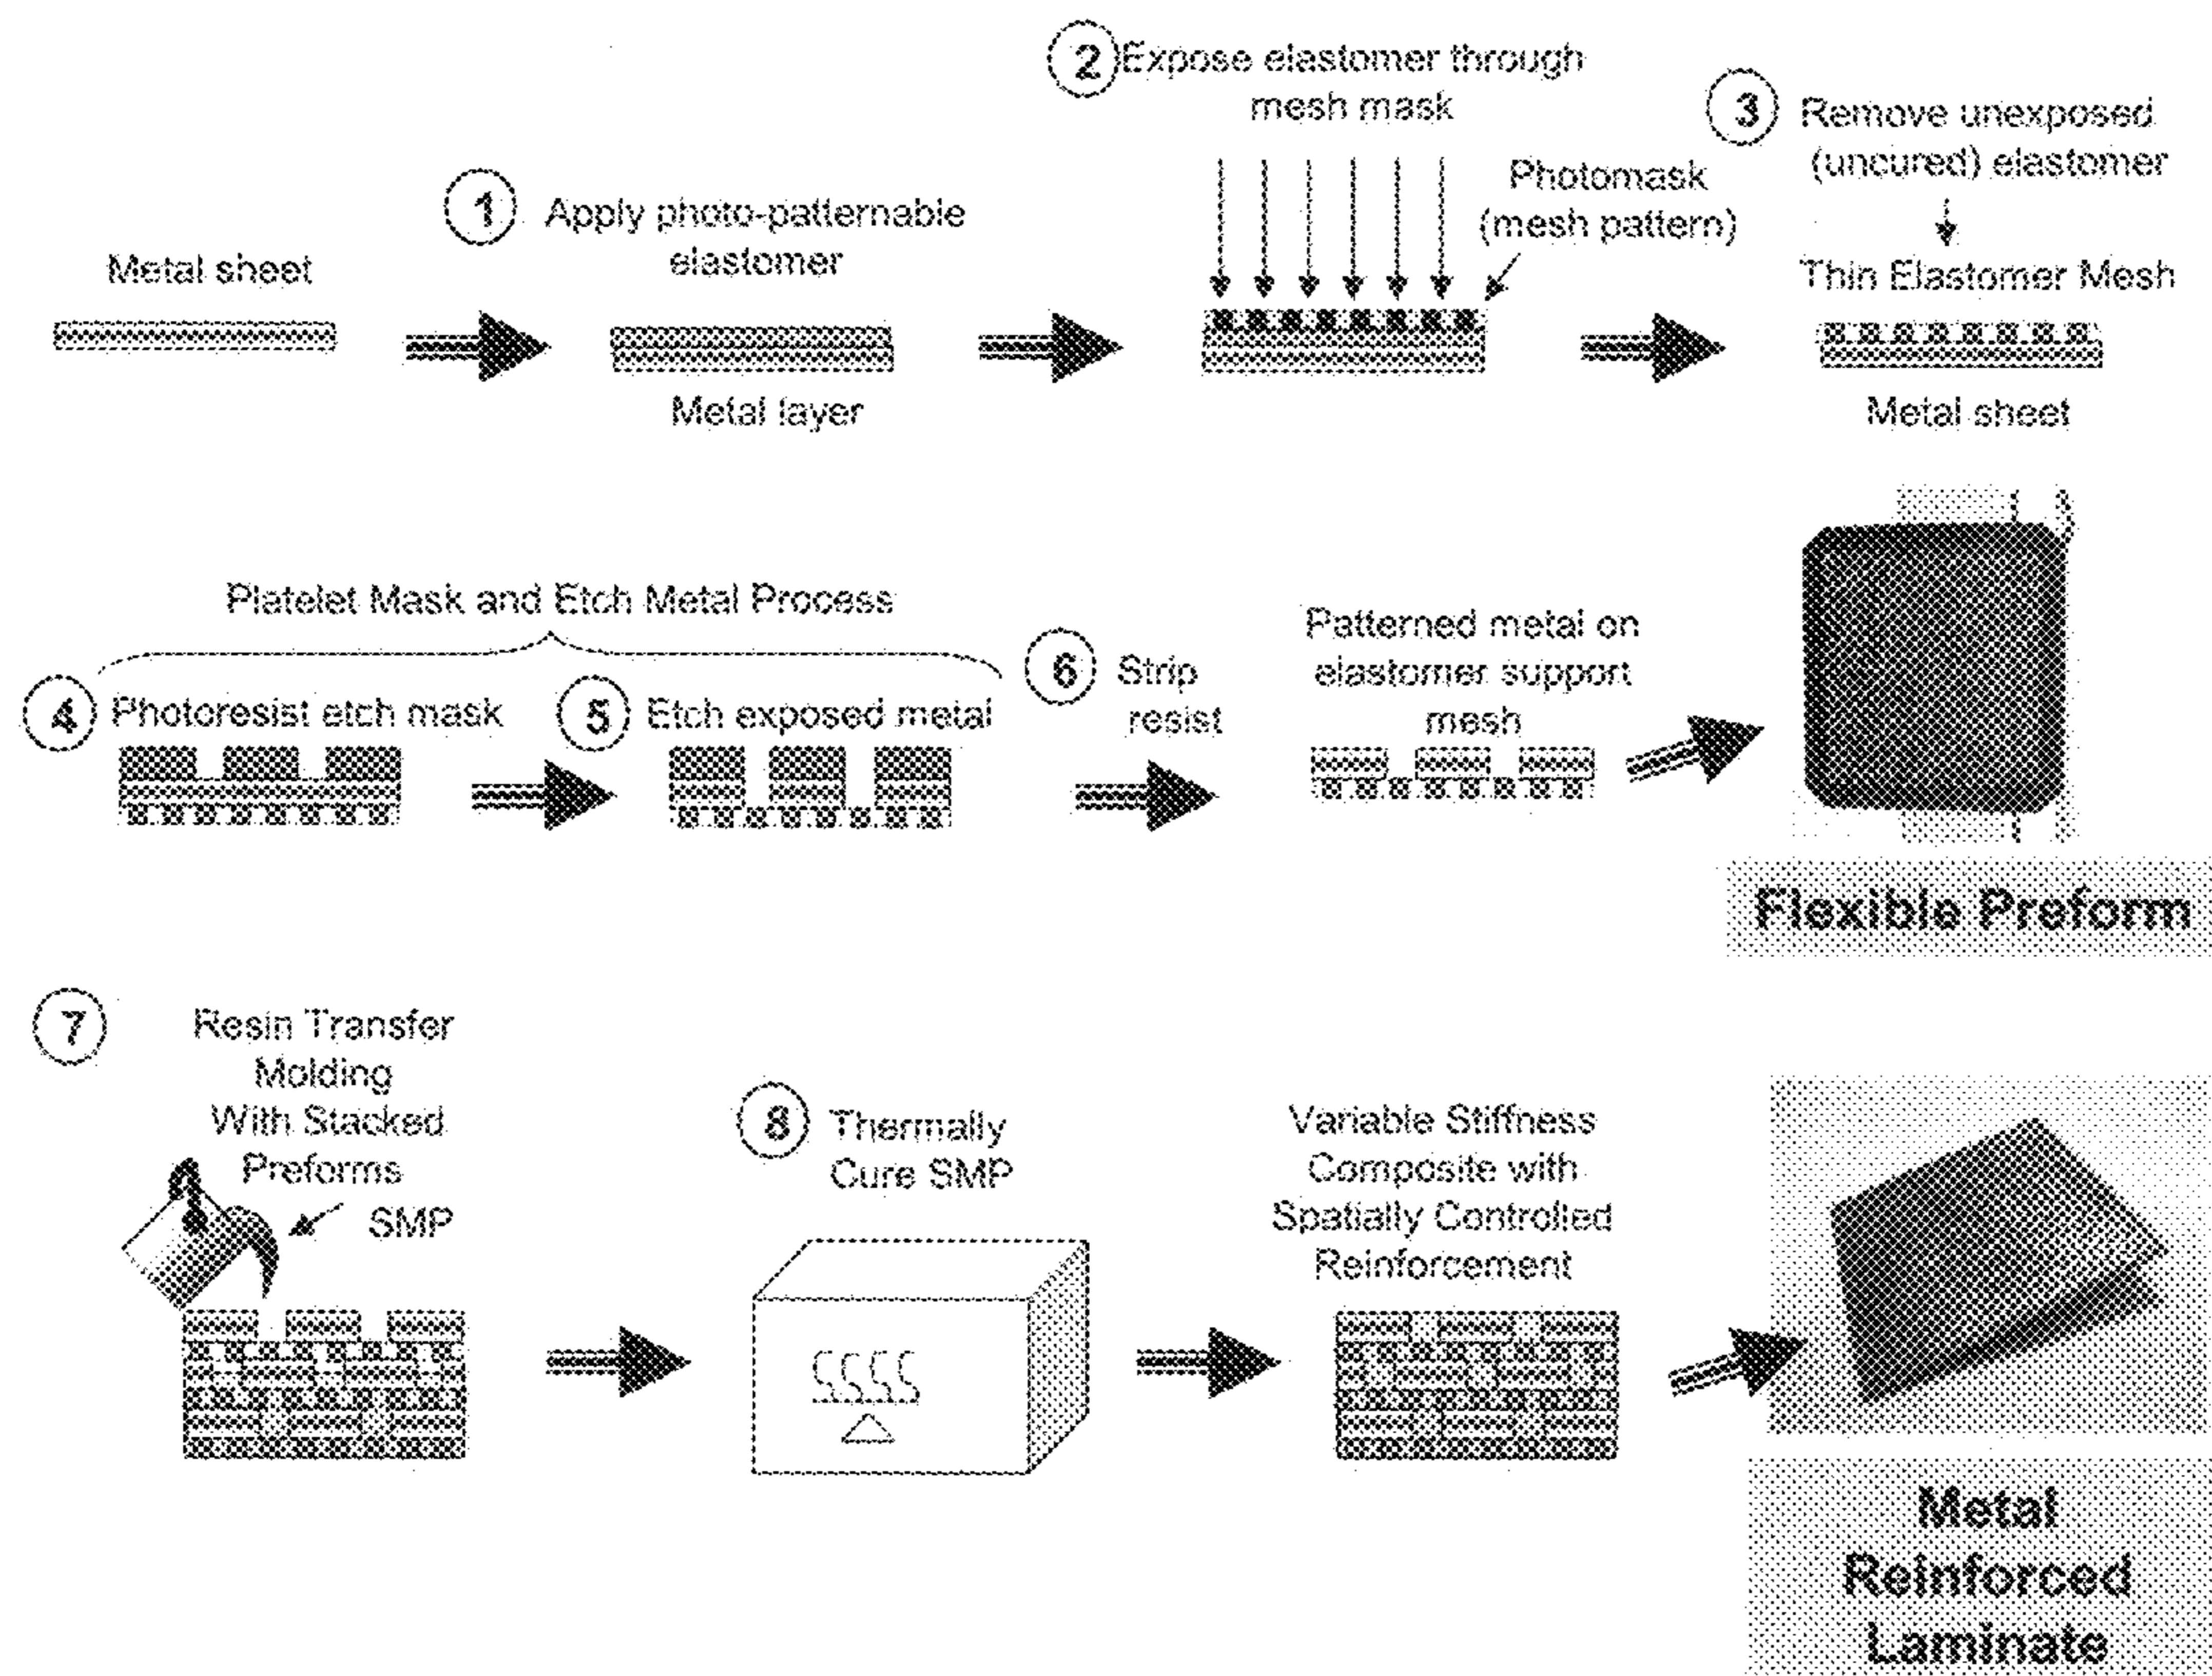 Metal sheet
1
Apply photo-patternable
elastomer
Metal layer
2
Expose elastomer through
mesh mask
Photomask
(mesh pattern)
3
Remove unexposed
(uncured) elastomer
Thin Elastomer Mesh
Metal sheet
Platelet Mask and Etch Metal Process
4
Photoresist etch mask
5
Etch exposed metal
6
Strip
resist
Patterned metal on
elastomer support
mesh
Flexible Preform
7
Resin Transfer
Molding
With Stacked
Preforms
SMP
8
Thermally
Cure SMP
Variable Stiffness
Composite with
Spatially Controlled
Reinforcement
Metal
Reinforced
Laminate